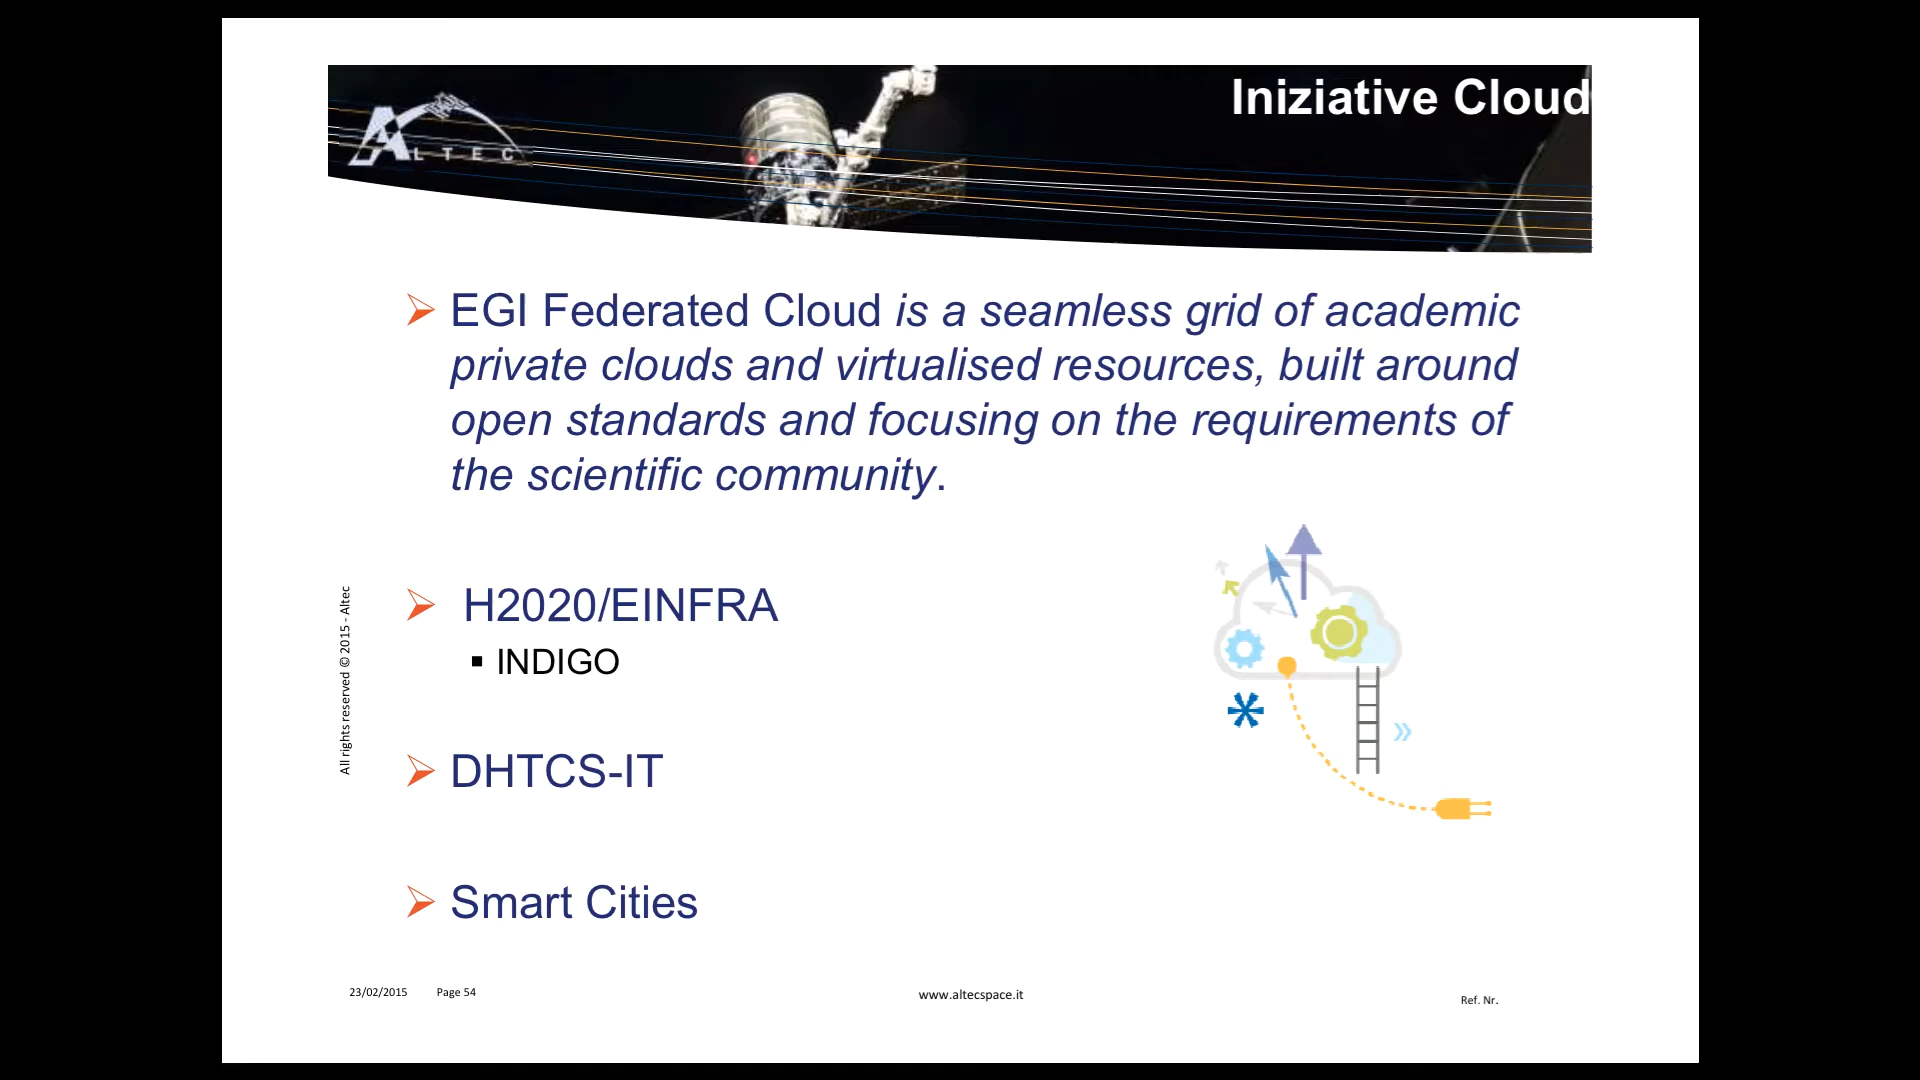 Iniziative Cloud
ALTEC
EGI Federated Cloud is a seamless grid of academic
private clouds and virtualised resources, built around
open standards and focusing on the requirements of
the scientific community.
H2020/EINFRA
INDIGO
DHTCS-IT
Smart Cities
All rights reserved © 2015 - Altec
23/02/2015 Page 54
www.altecspace.it
Ref. Nr.